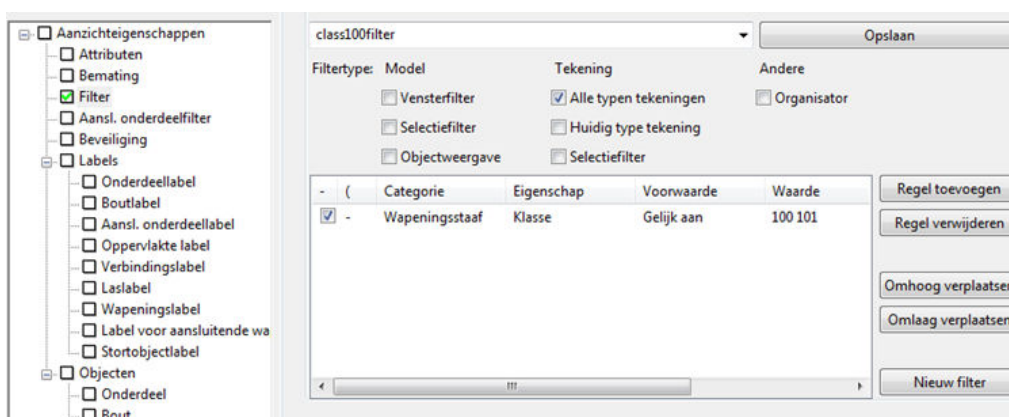 Aanzichteigenschappen
Attributen
Bemating
Filter
Aansl. onderdeelfilter
Beveiliging
Labels
Onderdeellabel
Boutlabel
Aansl. onderdeellabel
Oppervlakte label
Verbindingslabel
Laslabel
Wapeningslabel
Label voor aansluitende wa
Stortobjectlabel
Objecten
Onderdeel
Bout
class100filter Opslaan
Filtertype: Model Tekening Andere
Vensterfilter Alle typen tekeningen Organisator
Selectiefilter Huidig type tekening
Objectweergave Selectiefilter
- ( Categorie Eigenschap Voorwaarde Waarde
- Wapeningsstaaf Klasse Gelijk aan 100 101
Regel toevoegen
Regel verwijderen
Omhoog verplaatsen
Omlaag verplaatsen
Nieuw filter